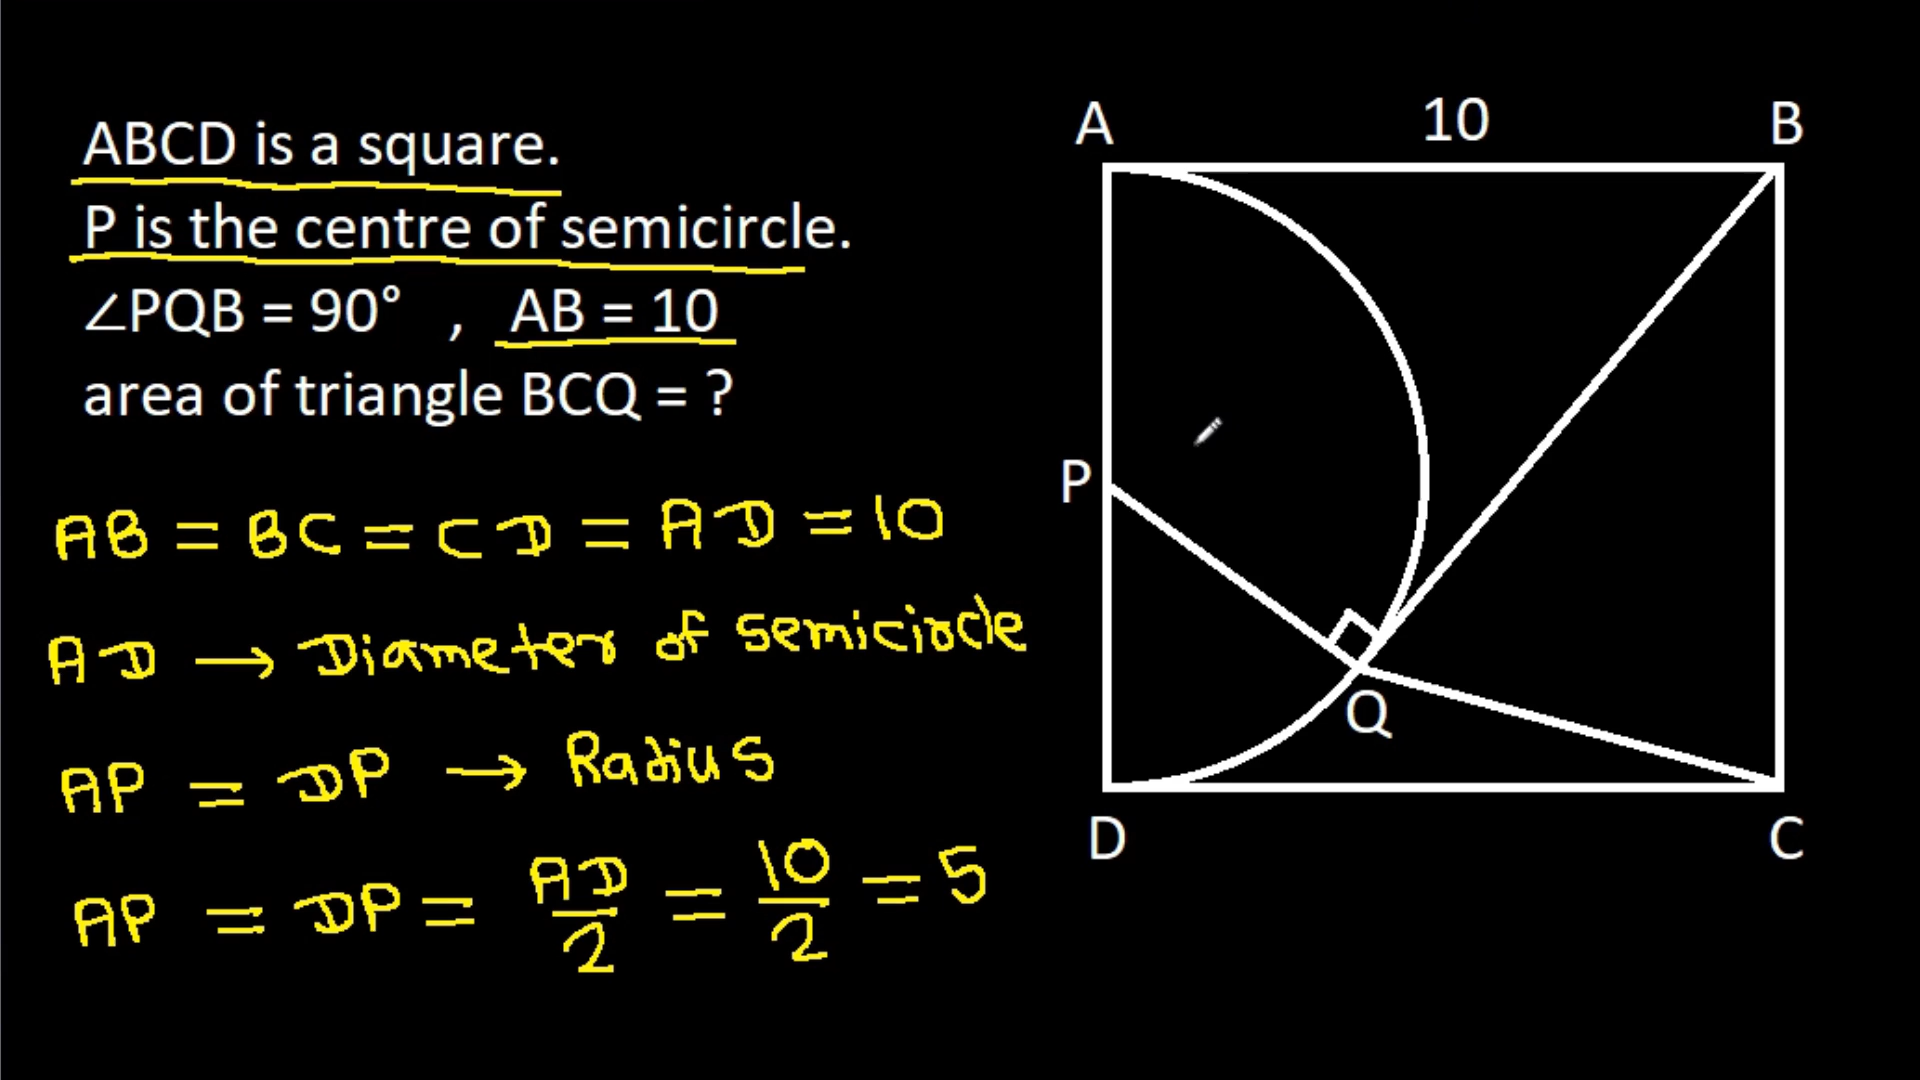 ABCD is a square.
P is the centre of semicircle.
∠PQB = 90° , AB = 10
area of triangle BCQ = ?
AB = BC = CD = AD = 10
AD → Diameter of semicircle
AP = DP → Radius
AP = DP = AD/2 = 10/2 = 5
A 10 B
P
Q
D C